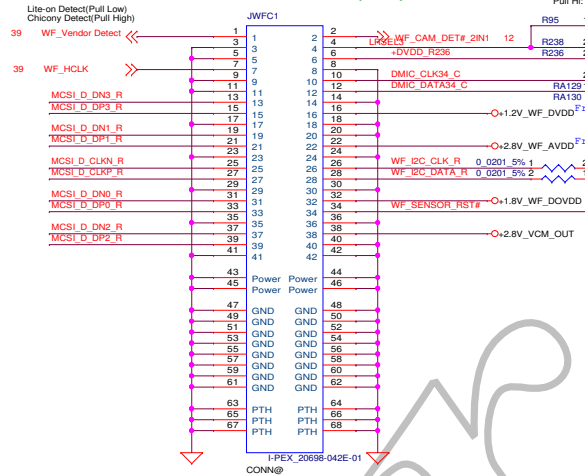 Lite-on Detect(Pull Low)
Chicony Detect(Pull High)
Pull Hi:
JWFC1
R95
39 WF_Vendor Detect 1 1 2 2 WF_CAM_DET#_2IN1 12
3 3 4 4 LRSEL3 R238 2
5 5 6 6 +DVDD_R236 R236 2
39 WF_HCLK 7 7 8 8
9 9 10 10 DMIC_CLK34_C
11 11 12 12 DMIC_DATA34_C RA129
MCSI_D_DN3_R 13 13 14 14 RA130
MCSI_D_DP3_R 15 15 16 16 +1.2V_WF_DVDD Fr
17 17 18 18
MCSI_D_DN1_R 19 19 20 20
MCSI_D_DP1_R 21 21 22 22 +2.8V_WF_AVDD Fr
23 23 24 24
MCSI_D_CLKN_R 25 25 26 26 WF_I2C_CLK_R 0_0201_5% 1 2
MCSI_D_CLKP_R 27 27 28 28 WF_I2C_DATA_R 0_0201_5% 2 1
29 29 30 30
MCSI_D_DN0_R 31 31 32 32 +1.8V_WF_DOVDD
MCSI_D_DP0_R 33 33 34 34 WF_SENSOR_RST#
35 35 36 36
MCSI_D_DN2_R 37 37 38 38 +2.8V_VCM_OUT
MCSI_D_DP2_R 39 39 40 40
41 41 42 42
43 Power Power 44
45 Power Power 46
47 GND GND 48
49 GND GND 50
51 GND GND 52
53 GND GND 54
55 GND GND 56
57 GND GND 58
59 GND GND 60
61 GND GND 62
63 PTH PTH 64
65 PTH PTH 66
67 PTH PTH 68
I-PEX_20698-042E-01
CONN@